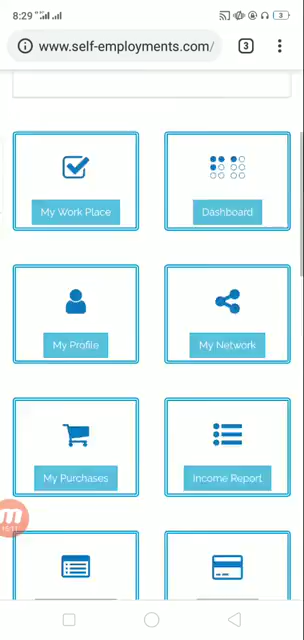 8:29
3
www.self-employments.com/
3
My Work Place
Dashboard
My Profile
My Network
My Purchases
Income Report